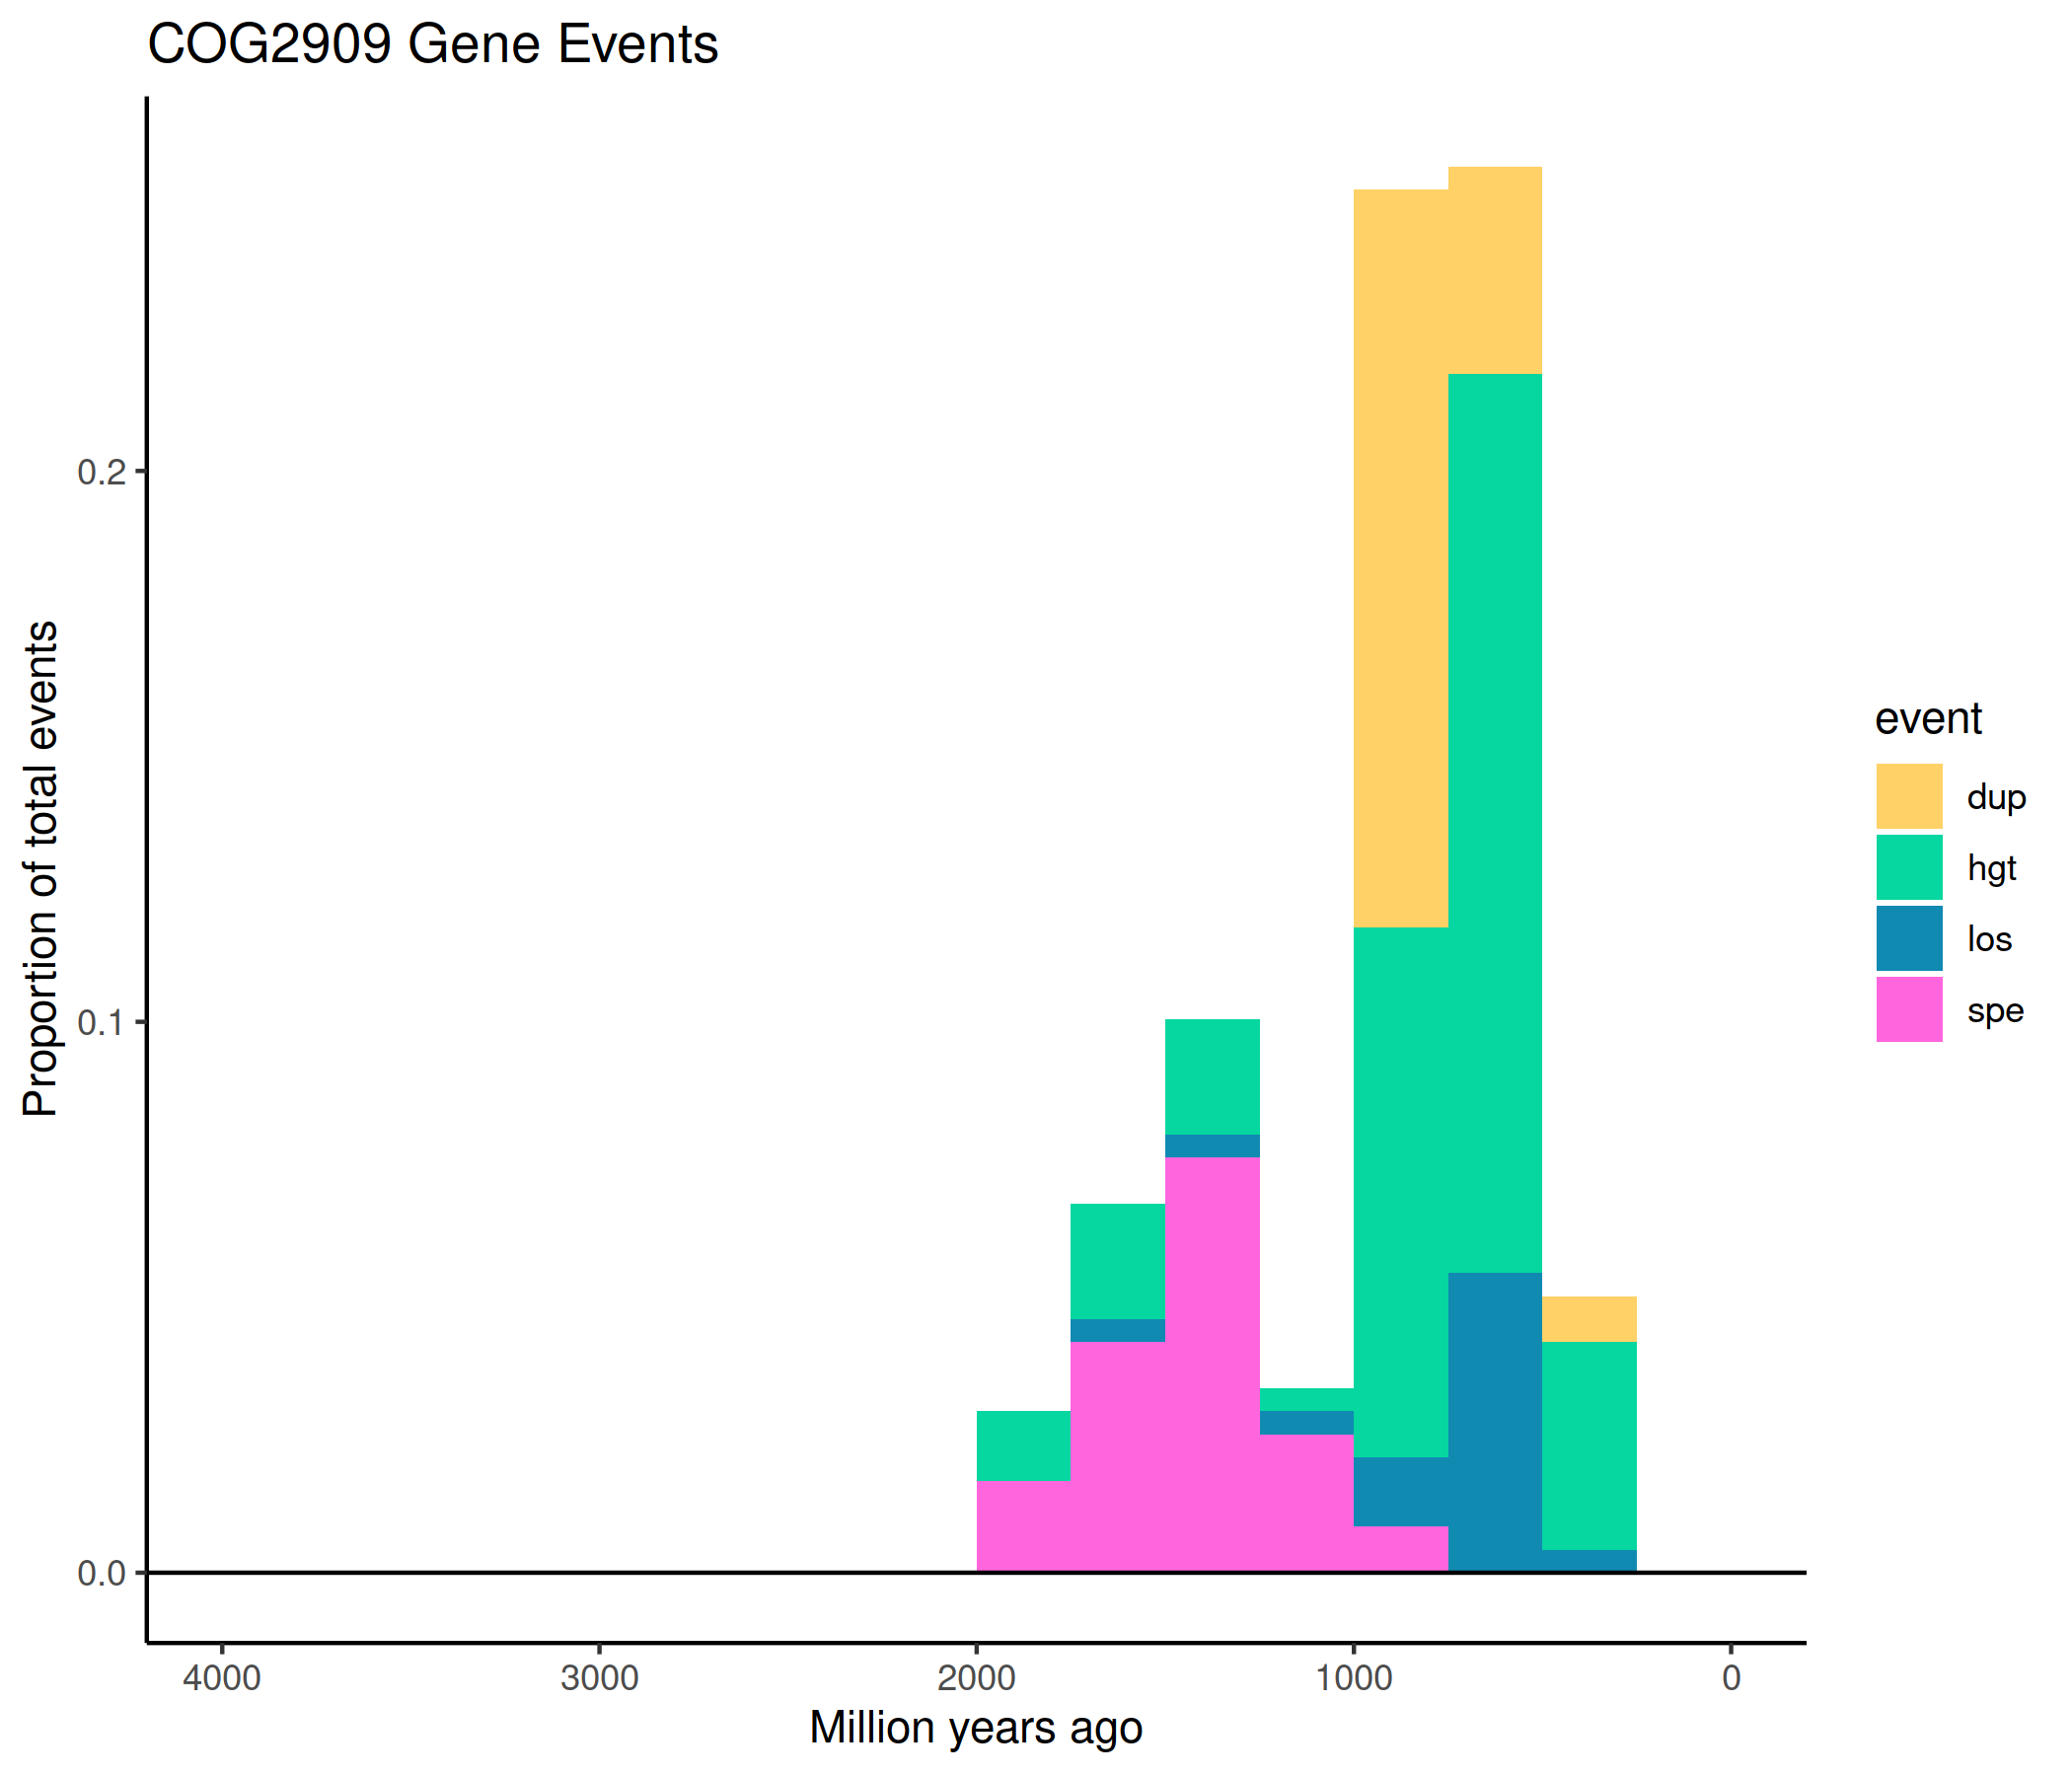 COG2909 Gene Events
Proportion of total events
0.2
0.1
0.0
4000 3000 2000 1000 0
Million years ago
event
dup
hgt
los
spe